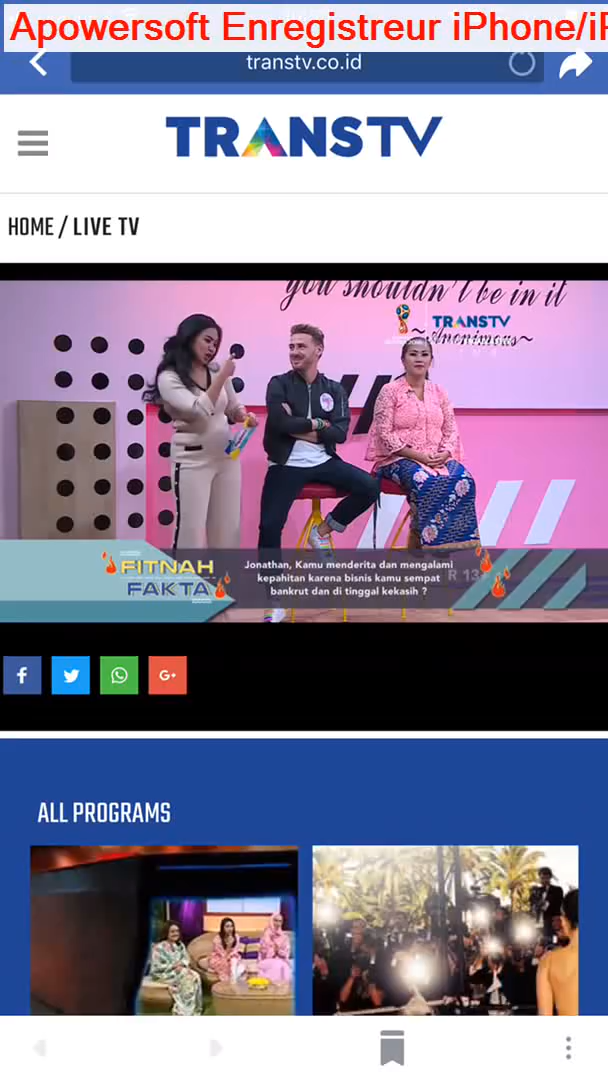 Apowersoft Enregistreur iPhone/iP
transtv.co.id
TRANSTV
HOME / LIVE TV
you shouldn't be in it
TRANSTV
~Anonimous~
FITNAH
FAKTA
Jonathan, Kamu menderita dan mengalami
kepahitan karena bisnis kamu sempat
bankrut dan di tinggal kekasih ?
R 13+
f
G+
ALL PROGRAMS